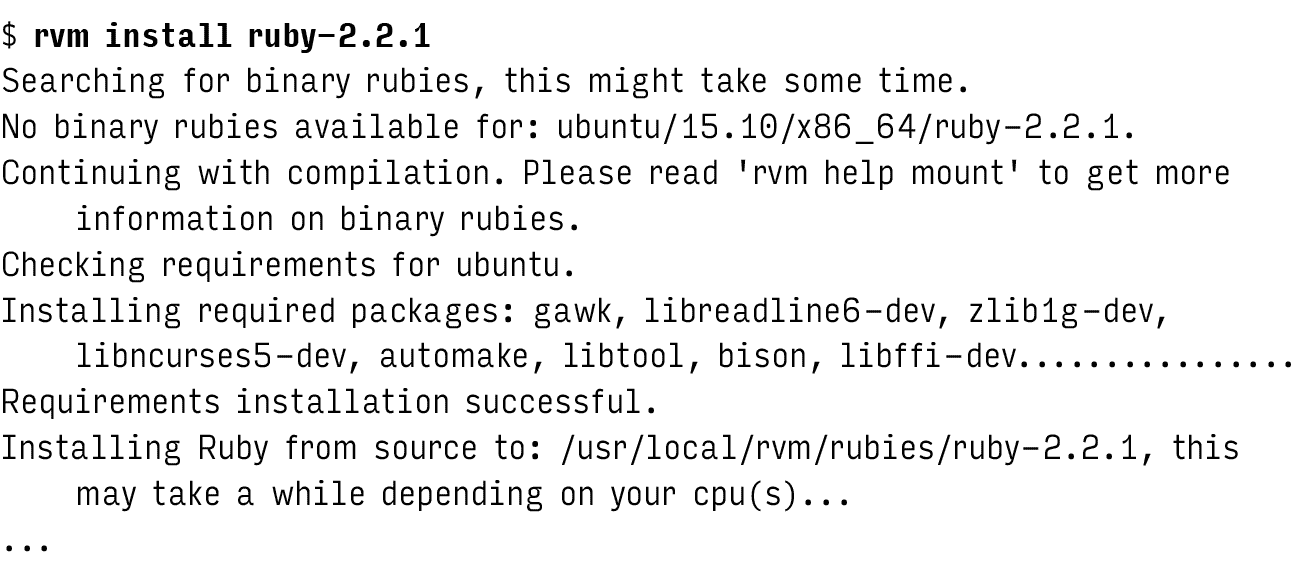 $ rvm install ruby-2.2.1
Searching for binary rubies, this might take some time.
No binary rubies available for: ubuntu/15.10/x86_64/ruby-2.2.1.
Continuing with compilation. Please read 'rvm help mount' to get more
information on binary rubies.
Checking requirements for ubuntu.
Installing required packages: gawk, libreadline6-dev, zlib1g-dev,
libncurses5-dev, automake, libtool, bison, libffi-dev................
Requirements installation successful.
Installing Ruby from source to: /usr/local/rvm/rubies/ruby-2.2.1, this
may take a while depending on your cpu(s)...
...